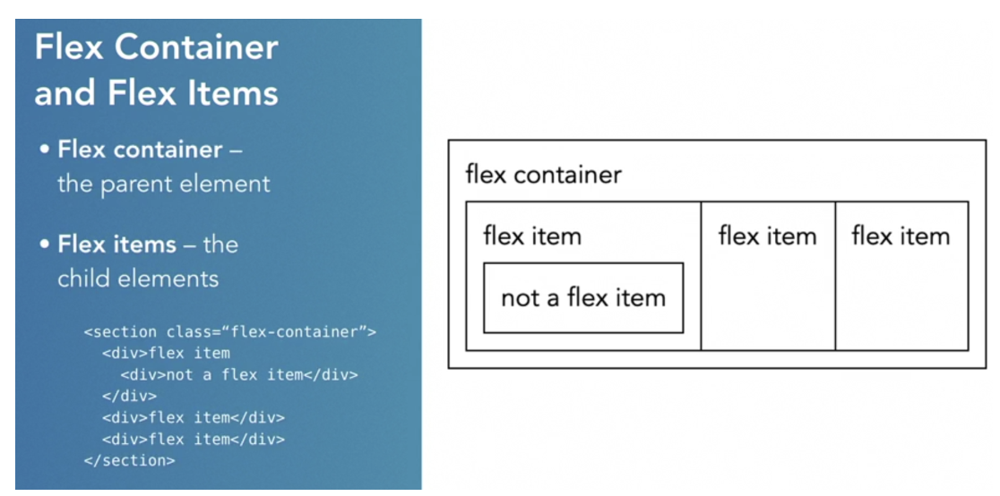 Flex Container
and Flex Items
• Flex container –
the parent element
• Flex items – the
child elements
<section class=“flex-container”>
<div>flex item
<div>not a flex item</div>
</div>
<div>flex item</div>
<div>flex item</div>
</section>
flex container
flex item
not a flex item
flex item
flex item